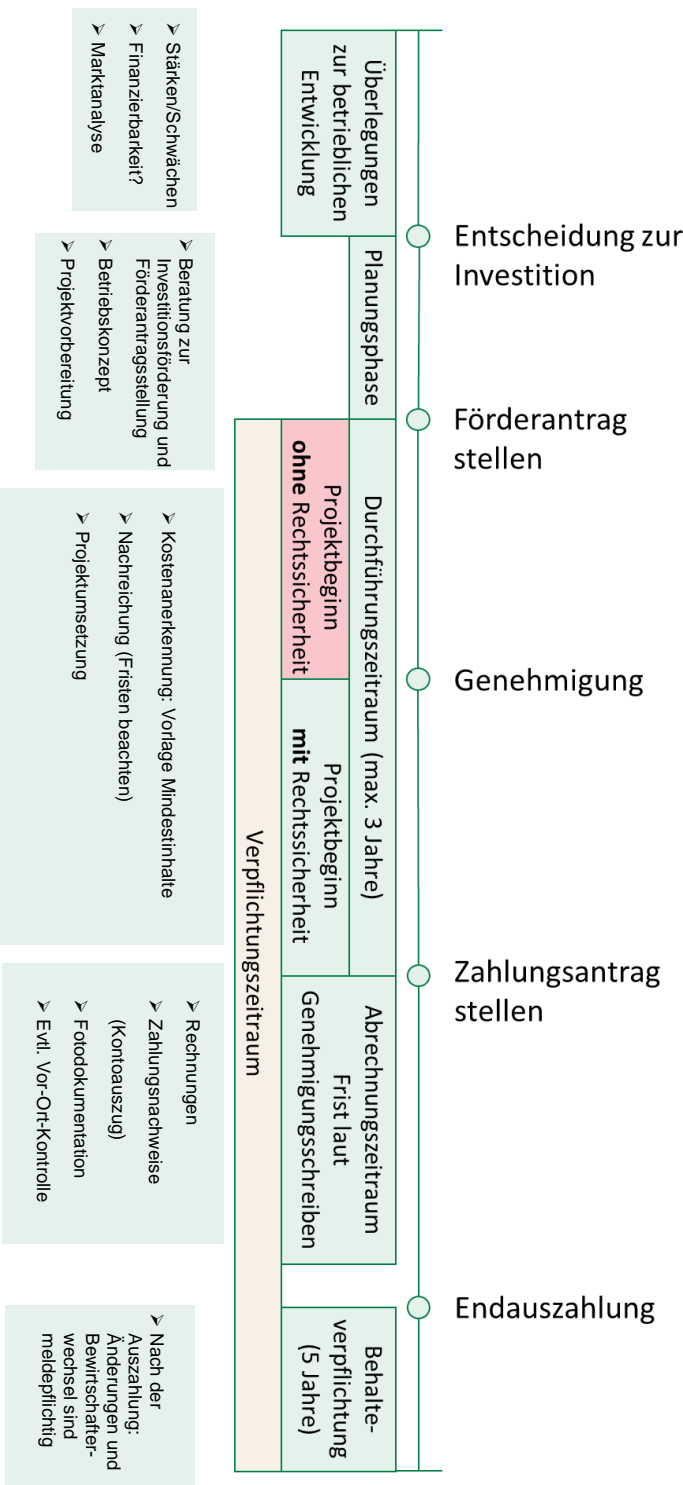 Entscheidung zur
Investition
Förderantrag
stellen
Genehmigung
Zahlungsantrag
stellen
Endauszahlung
Überlegungen
zur betrieblichen
Entwicklung
Planungsphase
Durchführungszeitraum (max. 3 Jahre)
Projektbeginn
ohne Rechtssicherheit
Projektbeginn
mit Rechtssicherheit
Abrechnungszeitraum
Frist laut
Genehmigungsschreiben
Behalte-
verpflichtung
(5 Jahre)
Verpflichtungszeitraum
➢ Stärken/Schwächen
➢ Finanzierbarkeit?
➢ Marktanalyse
➢ Beratung zur
Investitionsförderung und
Förderantragsstellung
➢ Betriebskonzept
➢ Projektvorbereitung
➢ Kostenanerkennung: Vorlage Mindestinhalte
➢ Nachreichung (Fristen beachten)
➢ Projektumsetzung
➢ Rechnungen
➢ Zahlungsnachweise
(Kontoauszug)
➢ Fotodokumentation
➢ Evtl. Vor-Ort-Kontrolle
➢ Nach der
Auszahlung:
Änderungen und
Bewirtschafter-
wechsel sind
meldepflichtig